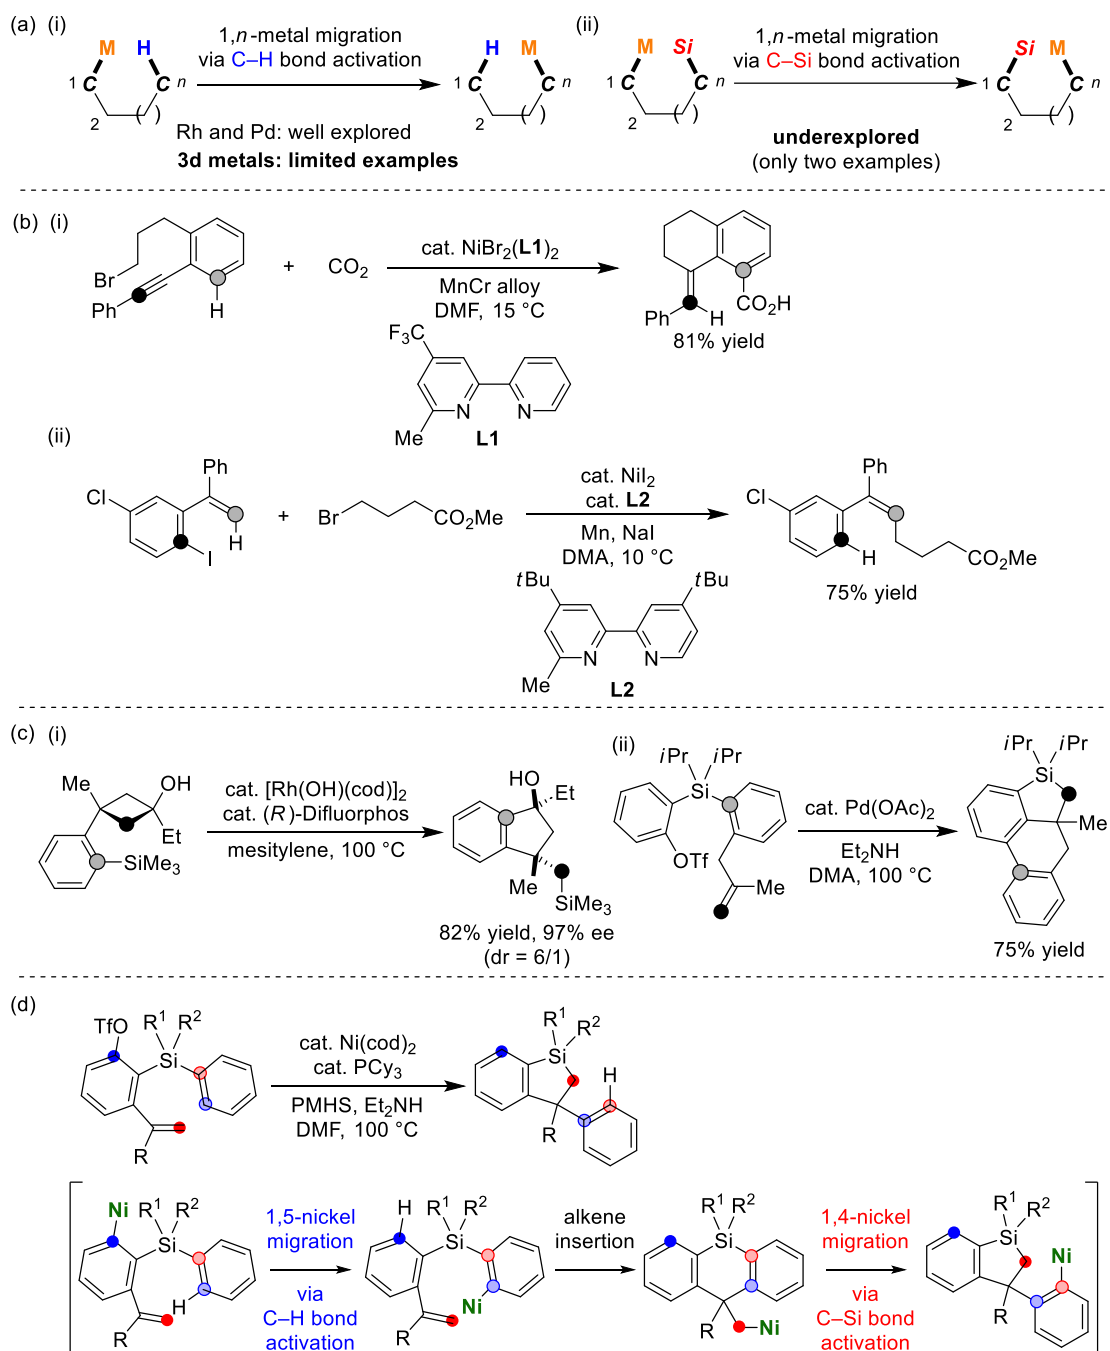 (a) (i)
M H
1 C C n
2 ( )
1,n-metal migration
via C–H bond activation
H M
1 C C n
2 ( )
Rh and Pd: well explored
3d metals: limited examples
(ii)
M Si
1 C C n
2 ( )
1,n-metal migration
via C–Si bond activation
Si M
1 C C n
2 ( )
underexplored
(only two examples)
(b) (i)
Br
Ph
H
+ CO2
cat. NiBr2(L1)2
MnCr alloy
DMF, 15 °C
Ph H
CO2H
81% yield
F3C
N N
Me
L1
(ii)
Ph
Cl
H
I
+
Br CO2Me
cat. NiI2
cat. L2
Mn, NaI
DMA, 10 °C
Ph
Cl
H
CO2Me
75% yield
tBu tBu
N N
Me
L2
(c) (i)
Me OH
Et
SiMe3
cat. [Rh(OH)(cod)]2
cat. (R)-Difluorphos
mesitylene, 100 °C
HO
Et
Me
SiMe3
82% yield, 97% ee
(dr = 6/1)
(ii)
iPr iPr
Si
OTf
Me
cat. Pd(OAc)2
Et2NH
DMA, 100 °C
iPr iPr
Si
Me
75% yield
(d)
TfO
R1 R2
Si
R
cat. Ni(cod)2
cat. PCy3
PMHS, Et2NH
DMF, 100 °C
R1
R2
Si
H
R
Ni
R1 R2
Si
H
R
1,5-nickel
migration
via
C–H bond
activation
H
R1 R2
Si
Ni
R
alkene
insertion
R1 R2
Si
R
Ni
1,4-nickel
migration
via
C–Si bond
activation
R1
R2
Si
Ni
R